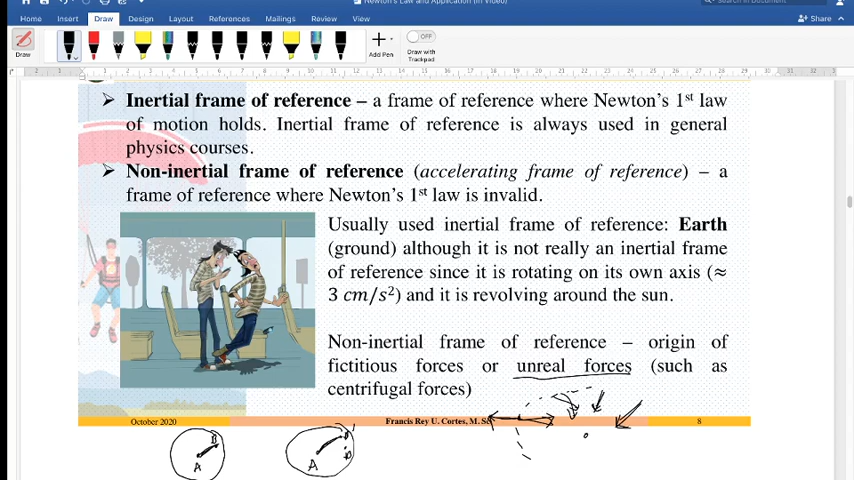 Newton's Law and Application (in Video)
Search in Document
Home Insert Draw Design Layout References Mailings Review View
Share
Draw
Add Pen
OFF
Draw with
Trackpad
➢ Inertial frame of reference – a frame of reference where Newton's 1st law
of motion holds. Inertial frame of reference is always used in general
physics courses.
➢ Non-inertial frame of reference (accelerating frame of reference) – a
frame of reference where Newton's 1st law is invalid.
Usually used inertial frame of reference: Earth
(ground) although it is not really an inertial frame
of reference since it is rotating on its own axis (≈
3 cm/s²) and it is revolving around the sun.
Non-inertial frame of reference – origin of
fictitious forces or unreal forces (such as
centrifugal forces)
October 2020 Francis Rey U. Cortes, M. Sc 8
A B
A B'
B